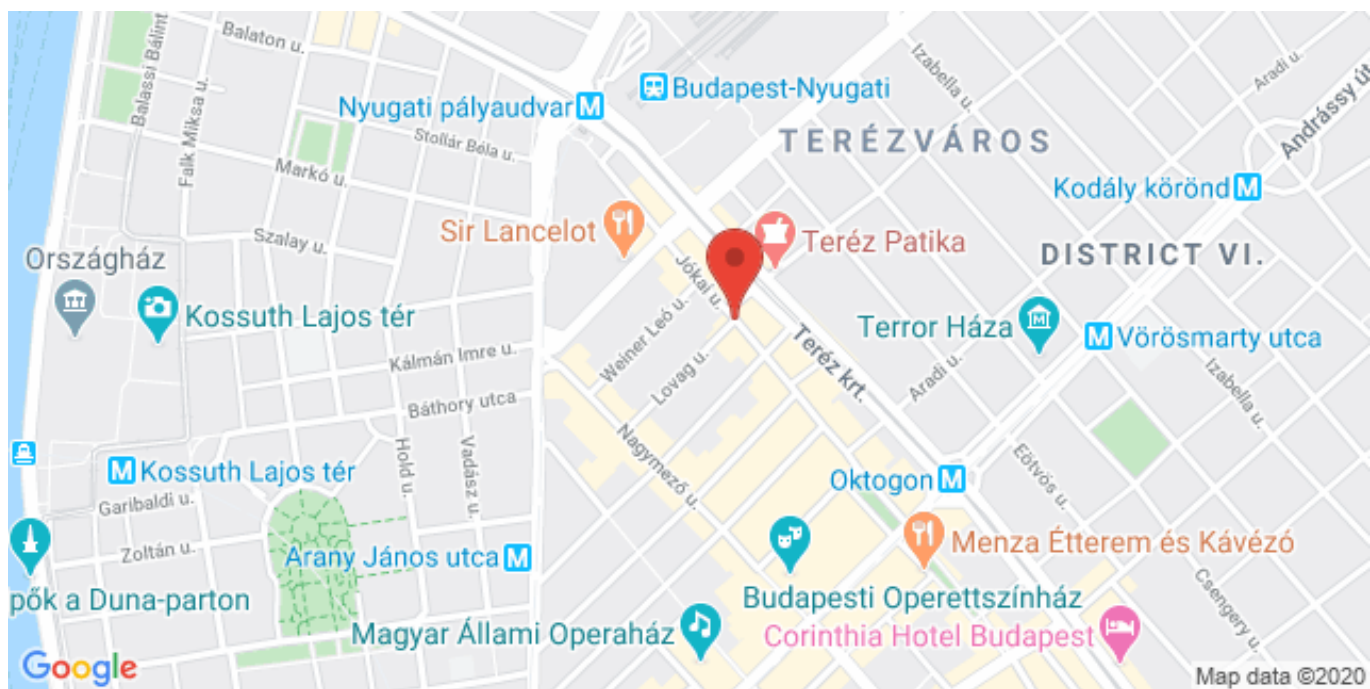 Balassi Bálint
Balaton u.
Falk Miksa u.
Izabella u.
Aradi u.
Andrássy út
Budapest-Nyugati
Nyugati pályaudvar M
Stollár Béla u.
TERÉZVÁROS
Markó u.
Kodály körönd M
Sir Lancelot
Teréz Patika
Szalay u.
Országház
Jókai u.
DISTRICT VI.
Kossuth Lajos tér
Weiner Leó u.
Terror Háza
M Vörösmarty utca
Kálmán Imre u.
Teréz krt.
Aradi u.
Izabella u.
Lovag u.
Báthory utca
Hold u.
Vadász u.
Nagymező u.
M Kossuth Lajos tér
Garibaldi u.
Oktogon M
Eötvös u.
Zoltán u.
Arany János utca M
Menza Étterem és Kávézó
pők a Duna-parton
Budapesti Operettszínház
Csengery u.
Magyar Állami Operaház
Corinthia Hotel Budapest
Google
Map data ©2020